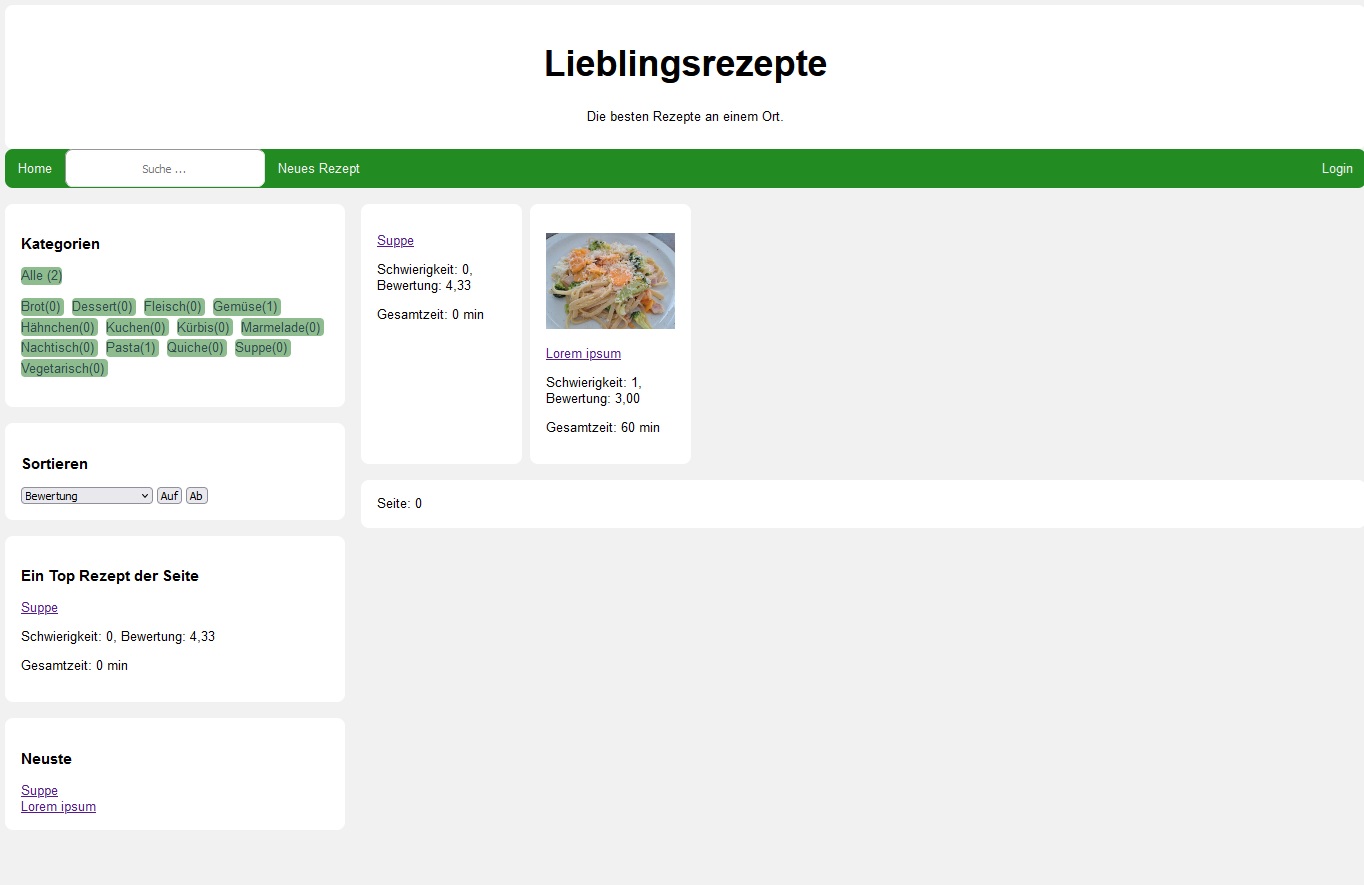 Lieblingsrezepte
Die besten Rezepte an einem Ort.
Home Suche ... Neues Rezept Login
Kategorien
Alle (2)
Brot(0) Dessert(0) Fleisch(0) Gemüse(1)
Hähnchen(0) Kuchen(0) Kürbis(0) Marmelade(0)
Nachtisch(0) Pasta(1) Quiche(0) Suppe(0)
Vegetarisch(0)
Sortieren
Bewertung Auf Ab
Ein Top Rezept der Seite
Suppe
Schwierigkeit: 0, Bewertung: 4,33
Gesamtzeit: 0 min
Neuste
Suppe
Lorem ipsum
Suppe
Schwierigkeit: 0,
Bewertung: 4,33
Gesamtzeit: 0 min
Lorem ipsum
Schwierigkeit: 1,
Bewertung: 3,00
Gesamtzeit: 60 min
Seite: 0